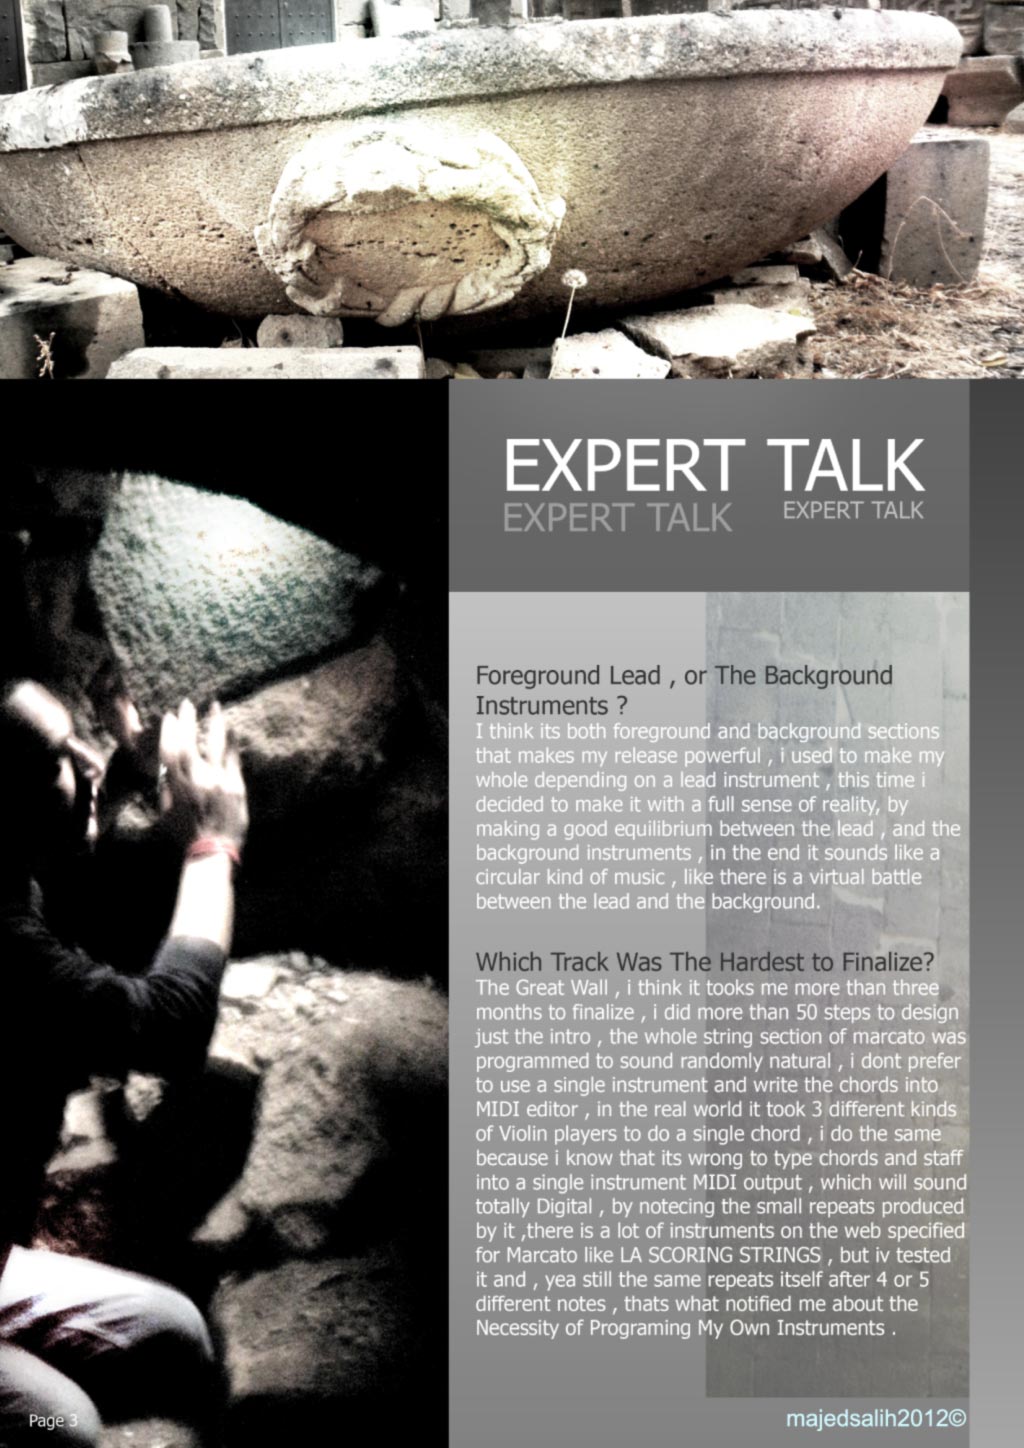 EXPERT TALK
EXPERT TALK
EXPERT TALK
Foreground Lead , or The Background
Instruments ?
I think its both foreground and background sections
that makes my release powerful , i used to make my
whole depending on a lead instrument , this time i
decided to make it with a full sense of reality, by
making a good equilibrium between the lead , and the
background instruments , in the end it sounds like a
circular kind of music , like there is a virtual battle
between the lead and the background.
Which Track Was The Hardest to Finalize?
The Great Wall , i think it tooks me more than three
months to finalize , i did more than 50 steps to design
just the intro , the whole string section of marcato was
programmed to sound randomly natural , i dont prefer
to use a single instrument and write the chords into
MIDI editor , in the real world it took 3 different kinds
of Violin players to do a single chord , i do the same
because i know that its wrong to type chords and staff
into a single instrument MIDI output , which will sound
totally Digital , by notecing the small repeats produced
by it ,there is a lot of instruments on the web specified
for Marcato like LA SCORING STRINGS , but iv tested
it and , yea still the same repeats itself after 4 or 5
different notes , thats what notified me about the
Necessity of Programing My Own Instruments .
Page 3
majedsalih2012©